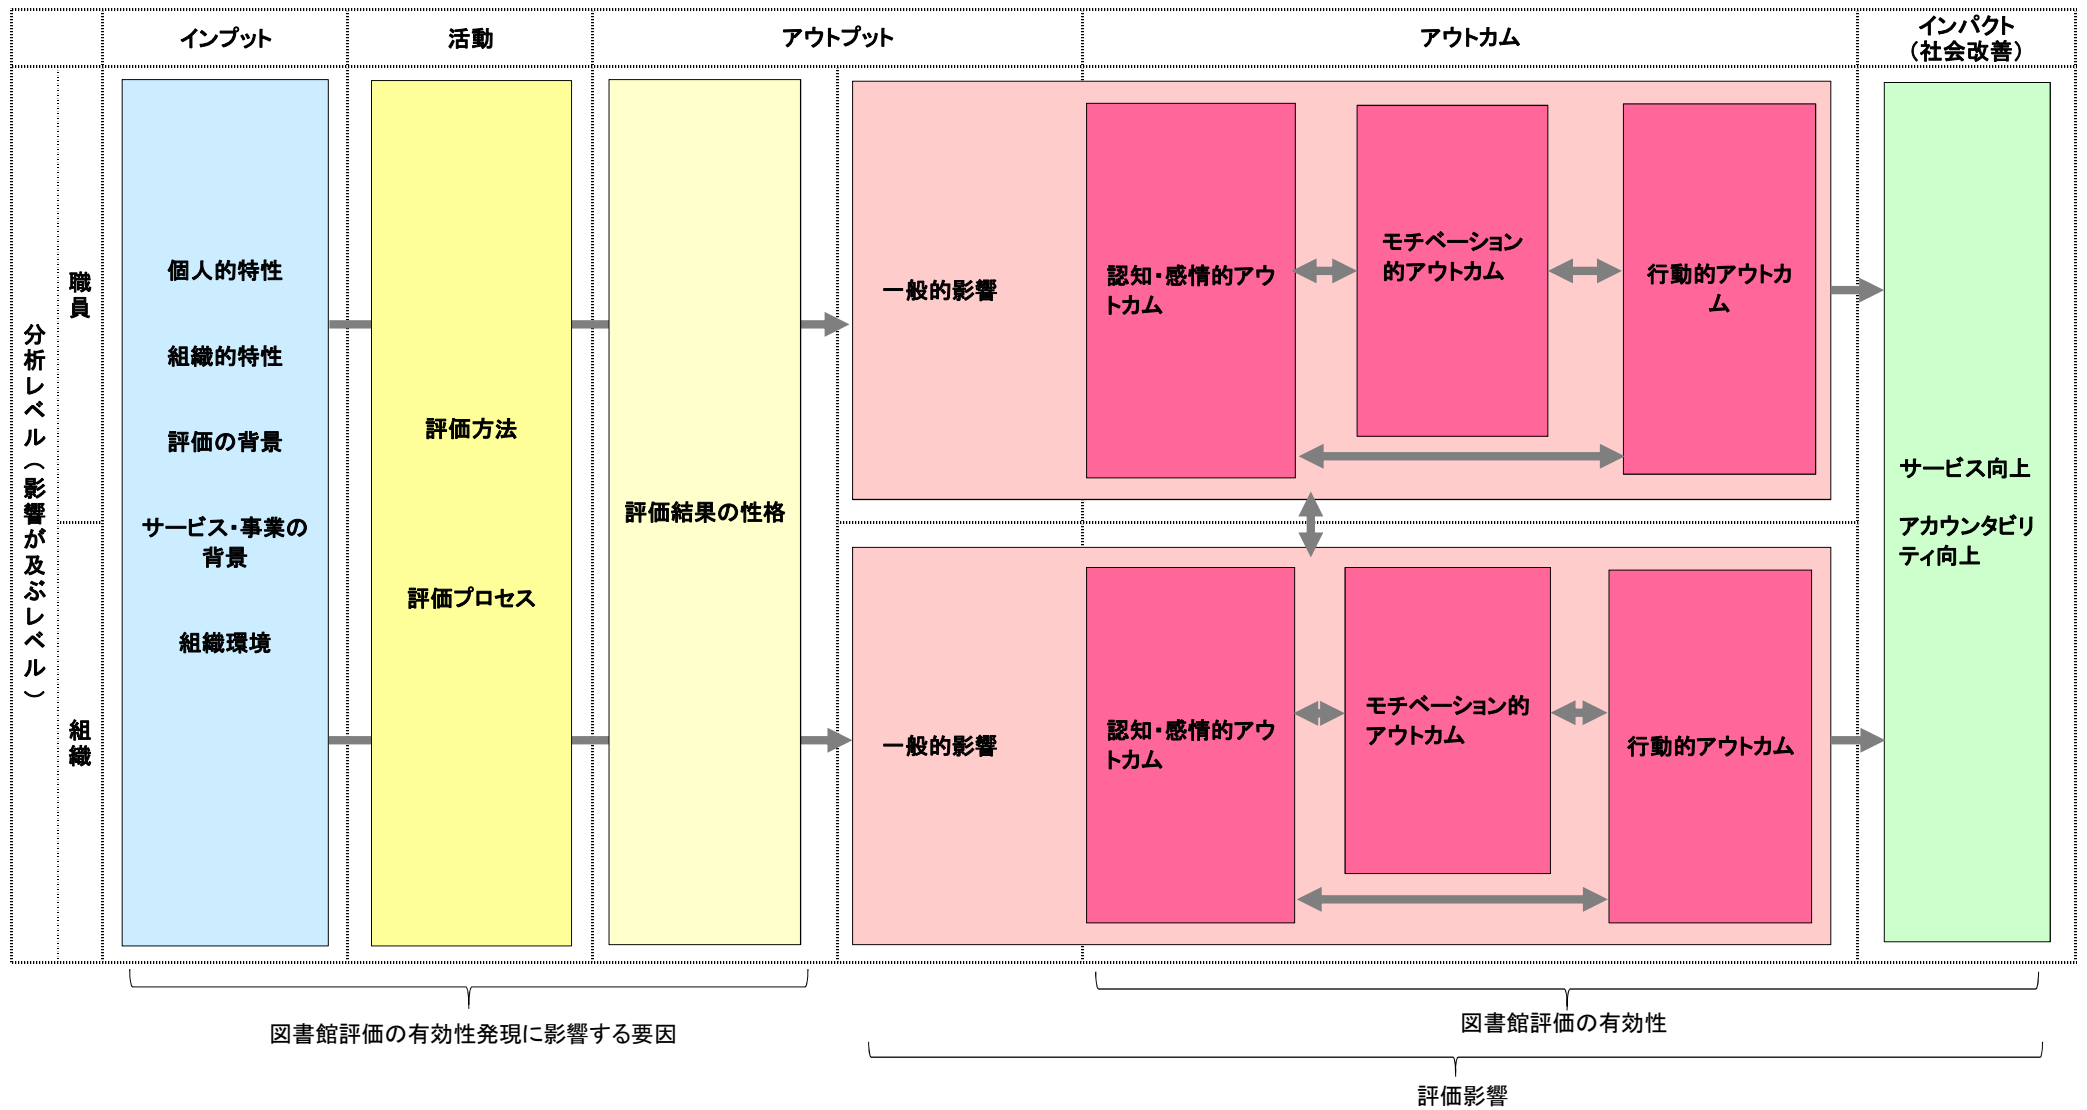 インプット
活動
アウトプット
アウトカム
インパクト
（社会改善）
分析レベル（影響が及ぶレベル）
職員
組織
個人的特性
組織的特性
評価の背景
サービス・事業の
背景
組織環境
評価方法
評価プロセス
評価結果の性格
一般的影響
認知・感情的アウ
トカム
モチベーション
的アウトカム
行動的アウトカ
ム
一般的影響
認知・感情的アウ
トカム
モチベーション的
アウトカム
行動的アウトカム
サービス向上
アカウンタビリ
ティ向上
図書館評価の有効性発現に影響する要因
図書館評価の有効性
評価影響